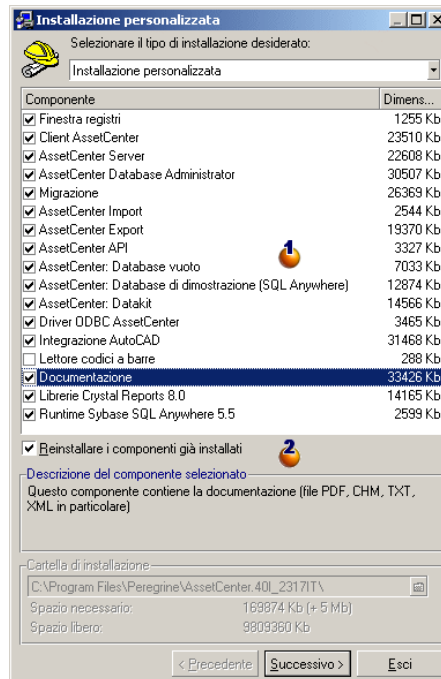 Installazione personalizzata
Selezionare il tipo di installazione desiderato:
Installazione personalizzata
Componente Dimens...
Finestra registri 1255 Kb
Client AssetCenter 23510 Kb
AssetCenter Server 22608 Kb
AssetCenter Database Administrator 30507 Kb
Migrazione 26369 Kb
AssetCenter Import 2544 Kb
AssetCenter Export 19370 Kb
AssetCenter API 3327 Kb
1
AssetCenter: Database vuoto 7033 Kb
AssetCenter: Database di dimostrazione (SQL Anywhere) 12874 Kb
AssetCenter: Datakit 14566 Kb
Driver ODBC AssetCenter 3465 Kb
Integrazione AutoCAD 31468 Kb
Lettore codici a barre 288 Kb
Documentazione 33426 Kb
Librerie Crystal Reports 8.0 14165 Kb
Runtime Sybase SQL Anywhere 5.5 2599 Kb
Reinstallare i componenti già installati 2
Descrizione del componente selezionato
Questo componente contiene la documentazione (file PDF, CHM, TXT,
XML in particolare)
Cartella di installazione
C:\Program Files\Peregrine\AssetCenter.40I_2317IT\
Spazio necessario: 169874 Kb (+ 5 Mb)
Spazio libero: 9809360 Kb
< Precedente Successivo > Esci